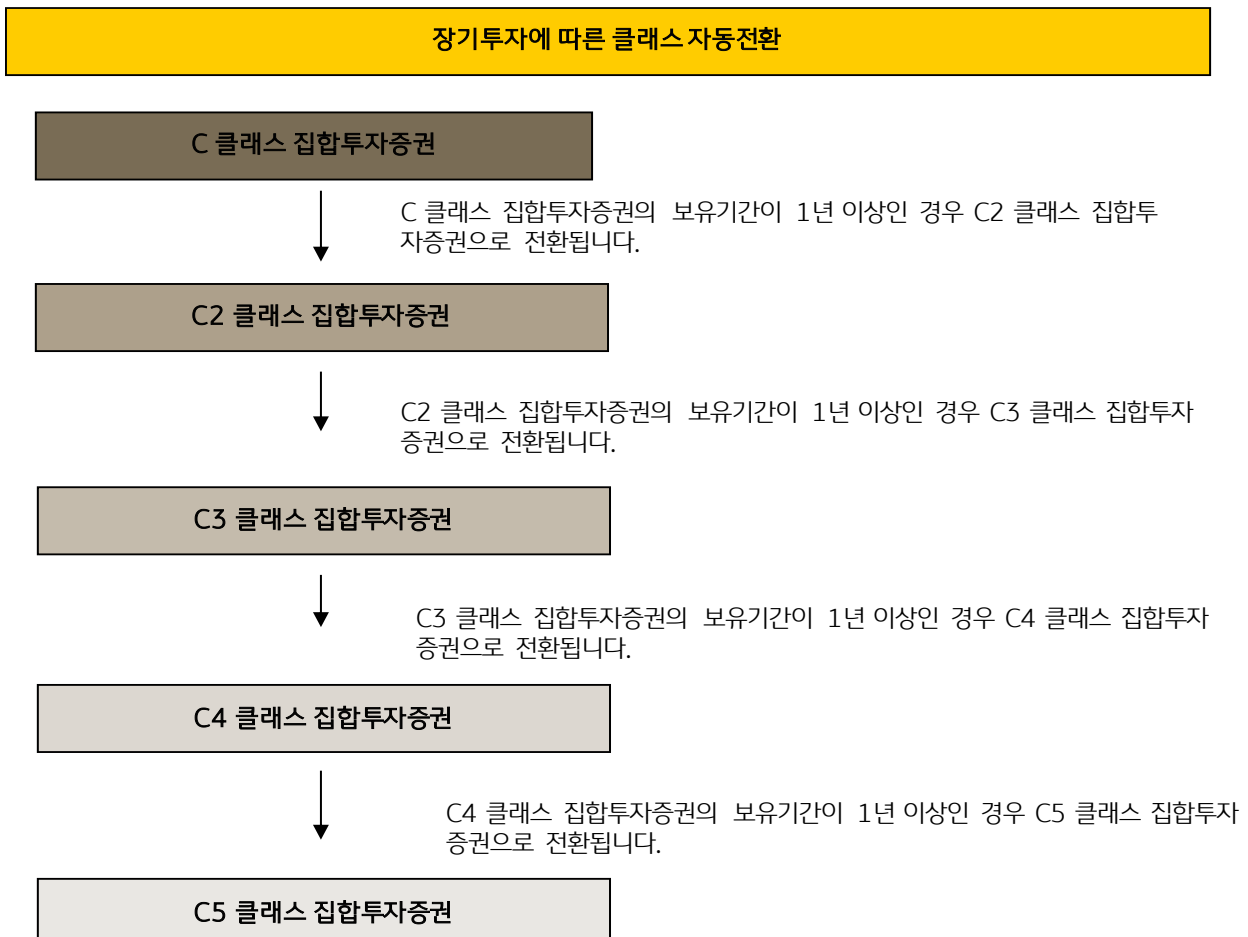 장기투자에 따른 클래스 자동전환
C 클래스 집합투자증권
C 클래스 집합투자증권의 보유기간이 1년 이상인 경우 C2 클래스 집합투
자증권으로 전환됩니다.
C2 클래스 집합투자증권
C2 클래스 집합투자증권의 보유기간이 1년 이상인 경우 C3 클래스 집합투자
증권으로 전환됩니다.
C3 클래스 집합투자증권
C3 클래스 집합투자증권의 보유기간이 1년 이상인 경우 C4 클래스 집합투자
증권으로 전환됩니다.
C4 클래스 집합투자증권
C4 클래스 집합투자증권의 보유기간이 1년 이상인 경우 C5 클래스 집합투자
증권으로 전환됩니다.
C5 클래스 집합투자증권